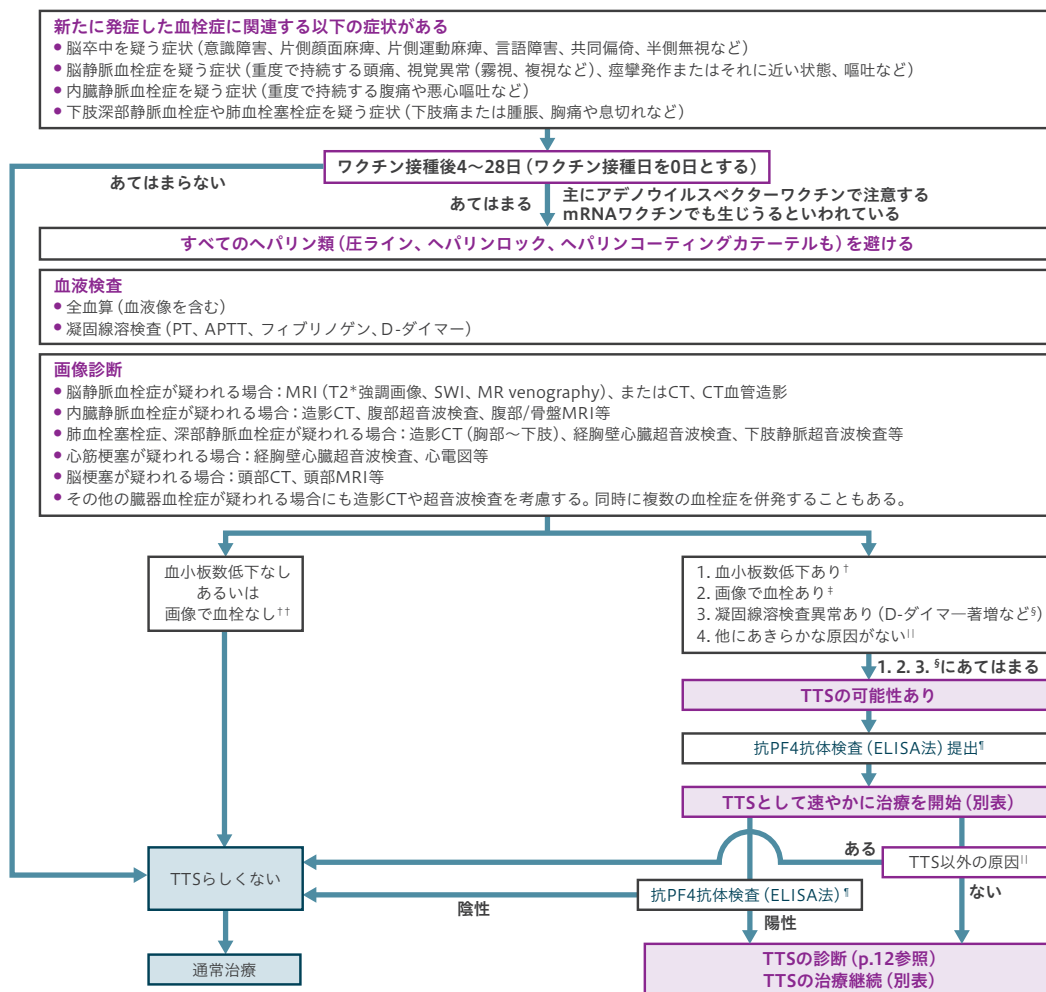 新たに発症した血栓症に関連する以下の症状がある
● 脳卒中を疑う症状（意識障害、片側顔面麻痺、片側運動麻痺、言語障害、共同偏倚、半側無視など）
● 脳静脈血栓症を疑う症状（重度で持続する頭痛、視覚異常（霧視、複視など）、痙攣発作またはそれに近い状態、嘔吐など）
● 内臓静脈血栓症を疑う症状（重度で持続する腹痛や悪心嘔吐など）
● 下肢深部静脈血栓症や肺血栓塞栓症を疑う症状（下肢痛または腫脹、胸痛や息切れなど）
ワクチン接種後4～28日（ワクチン接種日を0日とする）
あてはまらない
あてはまる
主にアデノウイルスベクターワクチンで注意する
mRNAワクチンでも生じうるといわれている
すべてのヘパリン類（圧ライン、ヘパリンロック、ヘパリンコーティングカテーテルも）を避ける
血液検査
● 全血算（血液像を含む）
● 凝固線溶検査（PT、APTT、フィブリノゲン、D-ダイマー）
画像診断
● 脳静脈血栓症が疑われる場合：MRI（T2*強調画像、SWI、MR venography）、またはCT、CT血管造影
● 内臓静脈血栓症が疑われる場合：造影CT、腹部超音波検査、腹部/骨盤MRI等
● 肺血栓塞栓症、深部静脈血栓症が疑われる場合：造影CT（胸部～下肢）、経胸壁心臓超音波検査、下肢静脈超音波検査等
● 心筋梗塞が疑われる場合：経胸壁心臓超音波検査、心電図等
● 脳梗塞が疑われる場合：頭部CT、頭部MRI等
● その他の臓器血栓症が疑われる場合にも造影CTや超音波検査を考慮する。同時に複数の血栓症を併発することもある。
血小板数低下なし
あるいは
画像で血栓なし††
1. 血小板数低下あり†
2. 画像で血栓あり‡
3. 凝固線溶検査異常あり（D-ダイマー著増など§）
4. 他にあきらかな原因がない||
1. 2. 3. §にあてはまる
TTSの可能性あり
抗PF4抗体検査（ELISA法）提出¶
TTSとして速やかに治療を開始（別表）
ある
TTS以外の原因||
TTSらしくない
抗PF4抗体検査（ELISA法）¶
ない
陰性
陽性
通常治療
TTSの診断（p.12参照）
TTSの治療継続（別表）